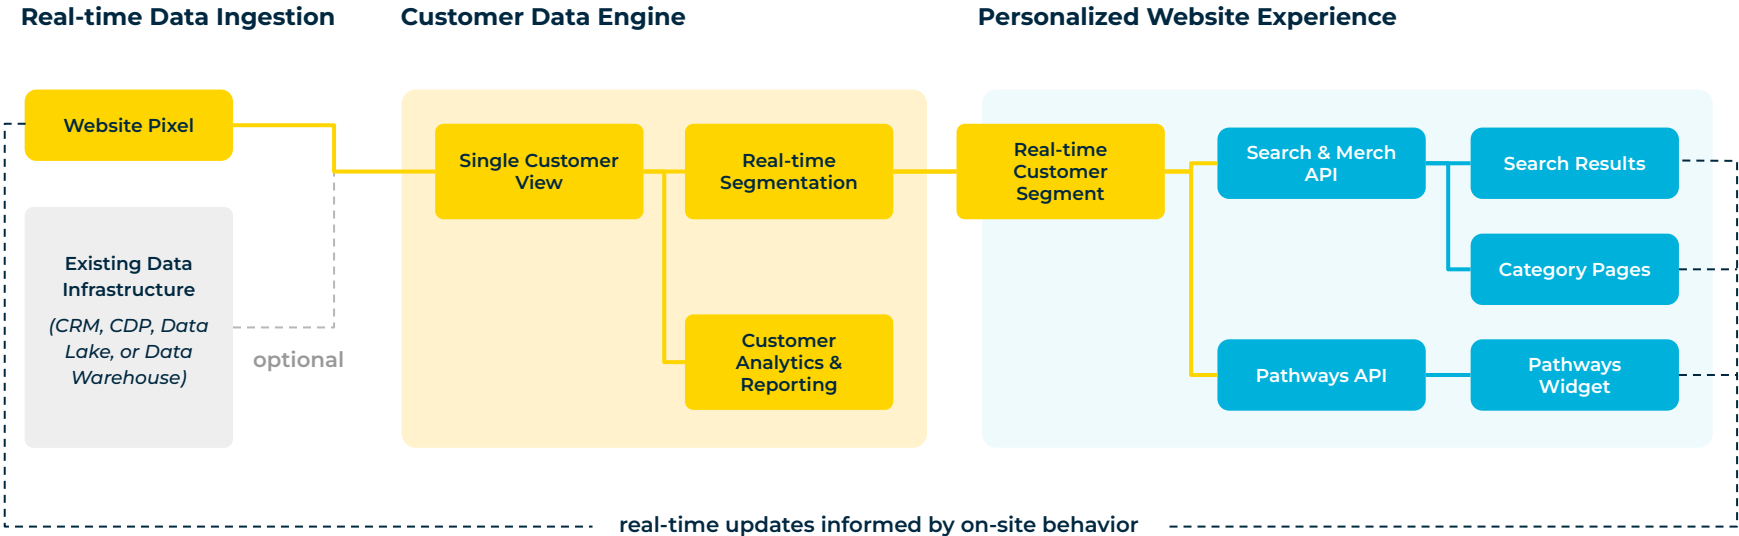 Real-time Data Ingestion
Customer Data Engine
Personalized Website Experience
Website Pixel
Existing Data
Infrastructure
(CRM, CDP, Data
Lake, or Data
Warehouse)
optional
Single Customer
View
Real-time
Segmentation
Customer
Analytics &
Reporting
Real-time
Customer
Segment
Search & Merch
API
Search Results
Category Pages
Pathways API
Pathways
Widget
real-time updates informed by on-site behavior